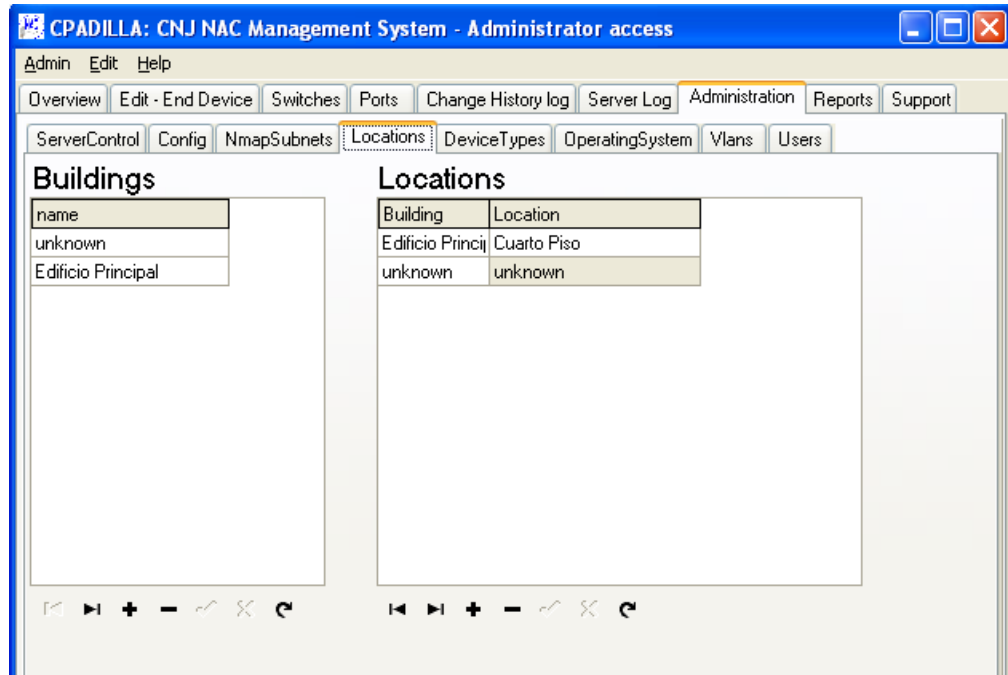 CPADILLA: CNJ NAC Management System - Administrator access
Admin Edit Help
Overview Edit - End Device Switches Ports Change History log Server Log Administration Reports Support
ServerControl Config NmapSubnets Locations DeviceTypes OperatingSystem Vlans Users
Buildings Locations
name Building Location
unknown Edificio Princip Cuarto Piso
Edificio Principal unknown unknown